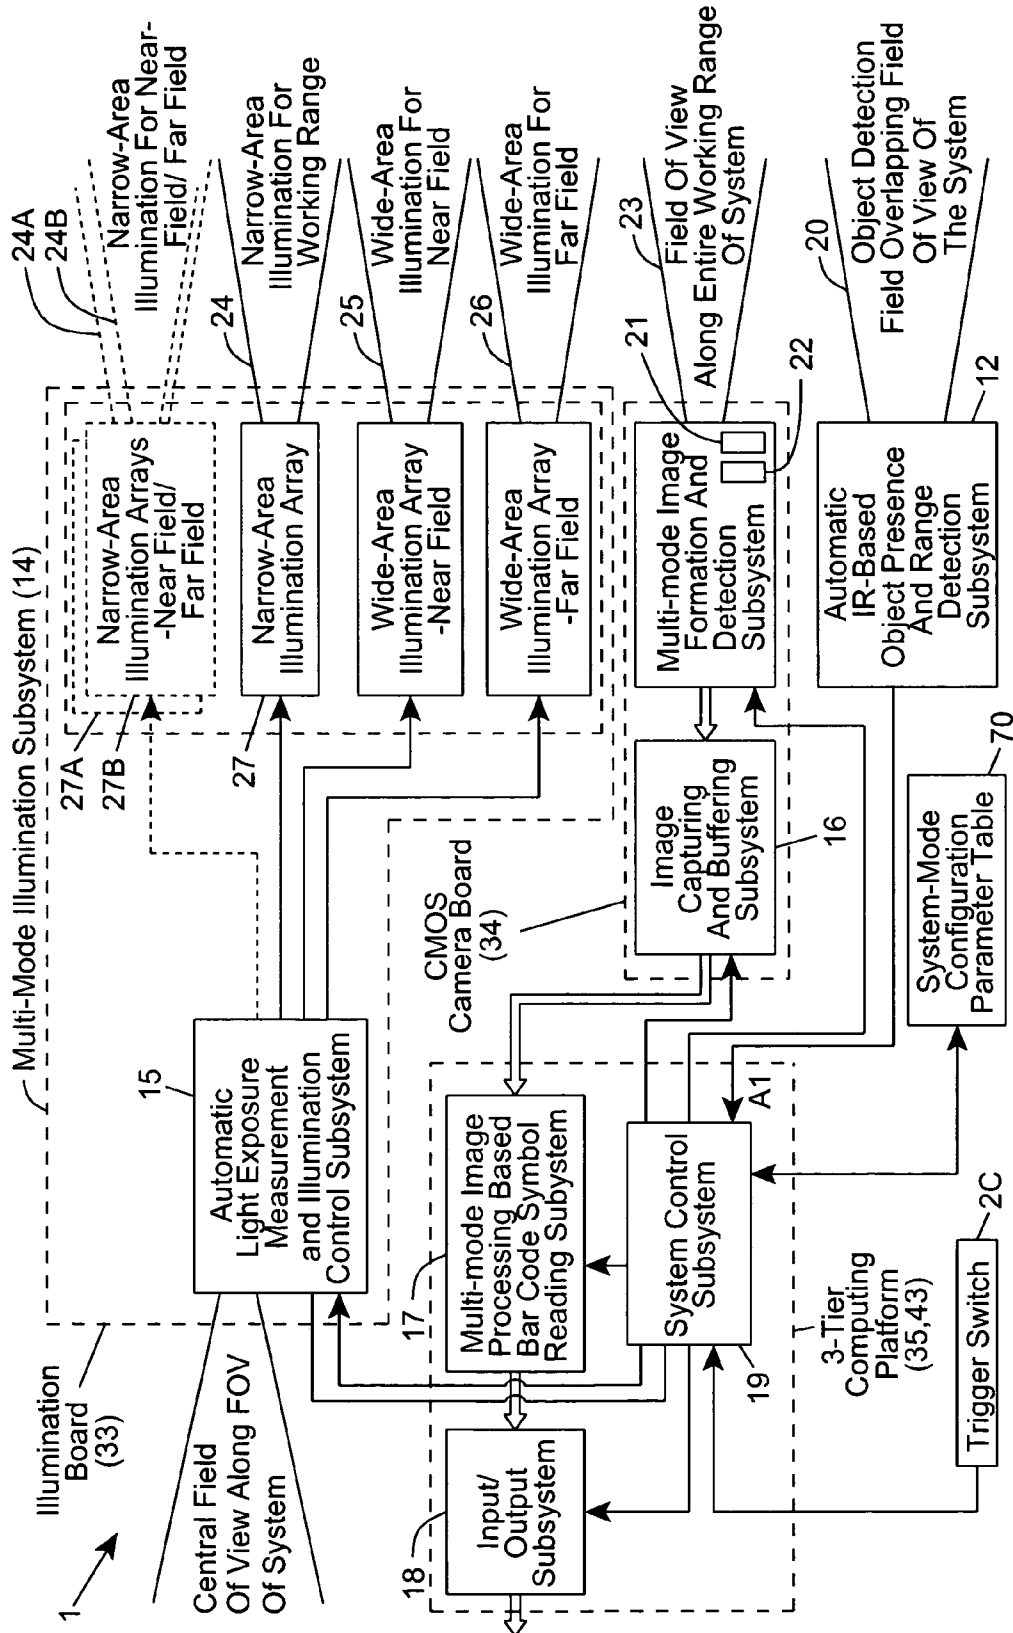 Multi-Mode Illumination Subsystem (14)
Illumination
Board
(33)
1
Central Field
Of View Along FOV
Of System
15
Automatic
Light Exposure
Measurement
and Illumination
Control Subsystem
27A
27B
Narrow-Area
Illumination Arrays
-Near Field/
Far Field
24A
24B
Narrow-Area
Illumination For Near-
Field/ Far Field
27
Narrow-Area
Illumination Array
24
Narrow-Area
Illumination For
Working Range
Wide-Area
Illumination Array
-Near Field
25
Wide-Area
Illumination For
Near Field
Wide-Area
Illumination Array
-Far Field
26
Wide-Area
Illumination For
Far Field
CMOS
Camera Board
(34)
Image
Capturing
And Buffering
Subsystem
16
Multi-mode Image
Formation And
Detection
Subsystem
21
22
23
Field Of View
Along Entire Working Range
Of System
17
Multi-mode Image
Processing Based
Bar Code Symbol
Reading Subystem
18
Input/
Output
Subsystem
System Control
Subsystem
19
A1
Automatic
IR-Based
Object Presence
And Range
Detection
Subsystem
12
20
Object Detection
Field Overlapping Field
Of View Of
The System
3-Tier
Computing
Platform
(35,43)
System-Mode
Configuration
Parameter Table
70
Trigger Switch
2C